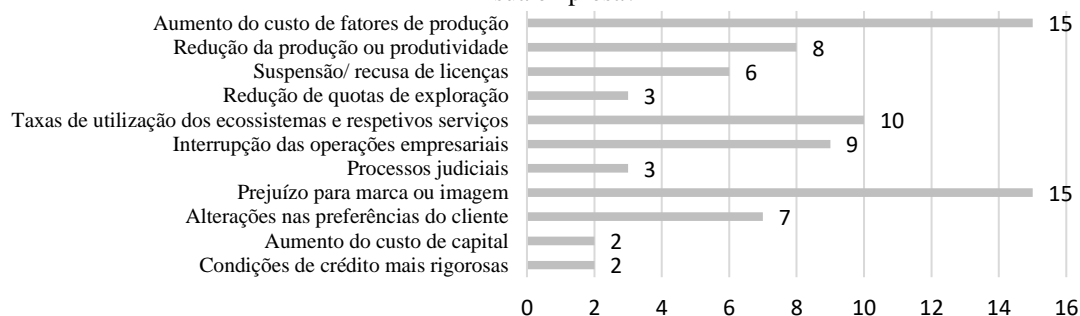 Aumento do custo de fatores de produção 15
Redução da produção ou produtividade 8
Suspensão/ recusa de licenças 6
Redução de quotas de exploração 3
Taxas de utilização dos ecossistemas e respetivos serviços 10
Interrupção das operações empresariais 9
Processos judiciais 3
Prejuízo para marca ou imagem 15
Alterações nas preferências do cliente 7
Aumento do custo de capital 2
Condições de crédito mais rigorosas 2
0 2 4 6 8 10 12 14 16